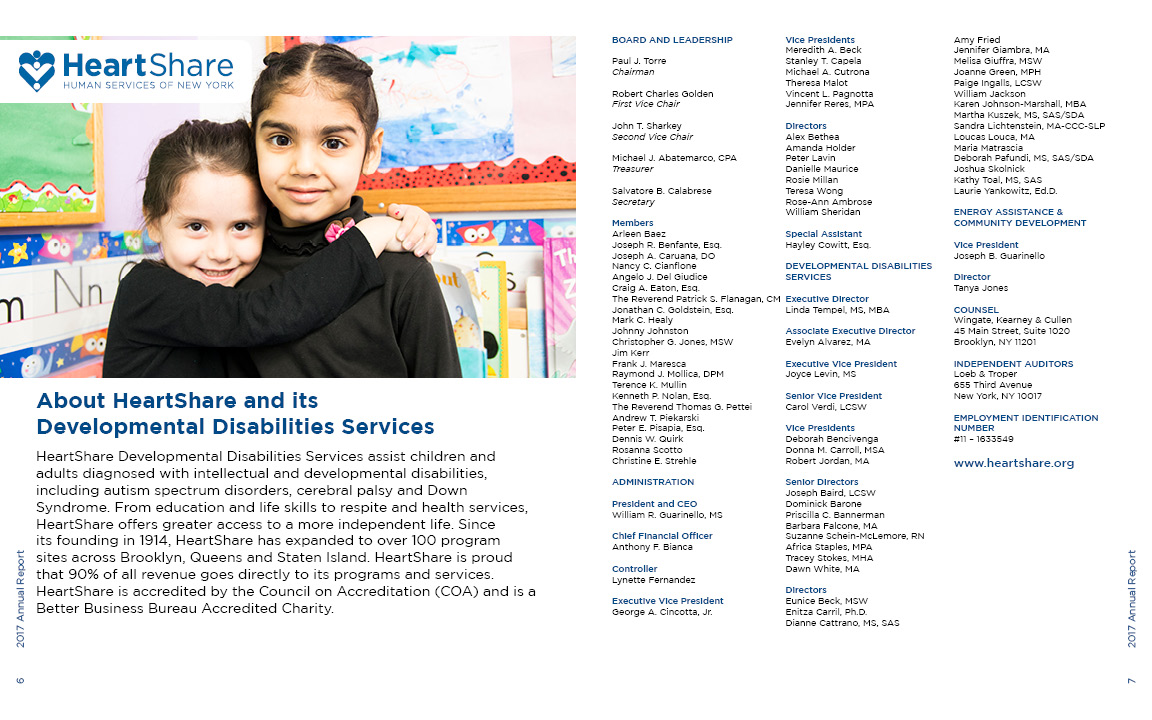 HeartShare
HUMAN SERVICES OF NEW YORK
m
Nn
About HeartShare and its
Developmental Disabilities Services
HeartShare Developmental Disabilities Services assist children and
adults diagnosed with intellectual and developmental disabilities,
including autism spectrum disorders, cerebral palsy and Down
Syndrome. From education and life skills to respite and health services,
HeartShare offers greater access to a more independent life. Since
its founding in 1914, HeartShare has expanded to over 100 program
sites across Brooklyn, Queens and Staten Island. HeartShare is proud
that 90% of all revenue goes directly to its programs and services.
HeartShare is accredited by the Council on Accreditation (COA) and is a
Better Business Bureau Accredited Charity.
2017 Annual Report
6
BOARD AND LEADERSHIP
Paul J. Torre
Chairman
Robert Charles Golden
First Vice Chair
John T. Sharkey
Second Vice Chair
Michael J. Abatemarco, CPA
Treasurer
Salvatore B. Calabrese
Secretary
Members
Arleen Baez
Joseph R. Benfante, Esq.
Joseph A. Caruana, DO
Nancy C. Cianflone
Angelo J. Del Giudice
Craig A. Eaton, Esq.
The Reverend Patrick S. Flanagan, CM
Jonathan C. Goldstein, Esq.
Mark C. Healy
Johnny Johnston
Christopher G. Jones, MSW
Jim Kerr
Frank J. Maresca
Raymond J. Mollica, DPM
Terence K. Mullin
Kenneth P. Nolan, Esq.
The Reverend Thomas G. Pettei
Andrew T. Piekarski
Peter E. Pisapia, Esq.
Dennis W. Quirk
Rosanna Scotto
Christine E. Strehle
ADMINISTRATION
President and CEO
William R. Guarinello, MS
Chief Financial Officer
Anthony F. Bianca
Controller
Lynette Fernandez
Executive Vice President
George A. Cincotta, Jr.
Vice Presidents
Meredith A. Beck
Stanley T. Capela
Michael A. Cutrona
Theresa Malot
Vincent L. Pagnotta
Jennifer Reres, MPA
Directors
Alex Bethea
Amanda Holder
Peter Lavin
Danielle Maurice
Rosie Millan
Teresa Wong
Rose-Ann Ambrose
William Sheridan
Special Assistant
Hayley Cowitt, Esq.
DEVELOPMENTAL DISABILITIES
SERVICES
Executive Director
Linda Tempel, MS, MBA
Associate Executive Director
Evelyn Alvarez, MA
Executive Vice President
Joyce Levin, MS
Senior Vice President
Carol Verdi, LCSW
Vice Presidents
Deborah Bencivenga
Donna M. Carroll, MSA
Robert Jordan, MA
Senior Directors
Joseph Baird, LCSW
Dominick Barone
Priscilla C. Bannerman
Barbara Falcone, MA
Suzanne Schein-McLemore, RN
Africa Staples, MPA
Tracey Stokes, MHA
Dawn White, MA
Directors
Eunice Beck, MSW
Enitza Carril, Ph.D.
Dianne Cattrano, MS, SAS
Amy Fried
Jennifer Giambra, MA
Melisa Giuffra, MSW
Joanne Green, MPH
Paige Ingalls, LCSW
William Jackson
Karen Johnson-Marshall, MBA
Martha Kuszek, MS, SAS/SDA
Sandra Lichtenstein, MA-CCC-SLP
Loucas Louca, MA
Maria Matrascia
Deborah Pafundi, MS, SAS/SDA
Joshua Skolnick
Kathy Toal, MS, SAS
Laurie Yankowitz, Ed.D.
ENERGY ASSISTANCE &
COMMUNITY DEVELOPMENT
Vice President
Joseph B. Guarinello
Director
Tanya Jones
COUNSEL
Wingate, Kearney & Cullen
45 Main Street, Suite 1020
Brooklyn, NY 11201
INDEPENDENT AUDITORS
Loeb & Troper
655 Third Avenue
New York, NY 10017
EMPLOYMENT IDENTIFICATION
NUMBER
#11 – 1633549
www.heartshare.org
2017 Annual Report
7